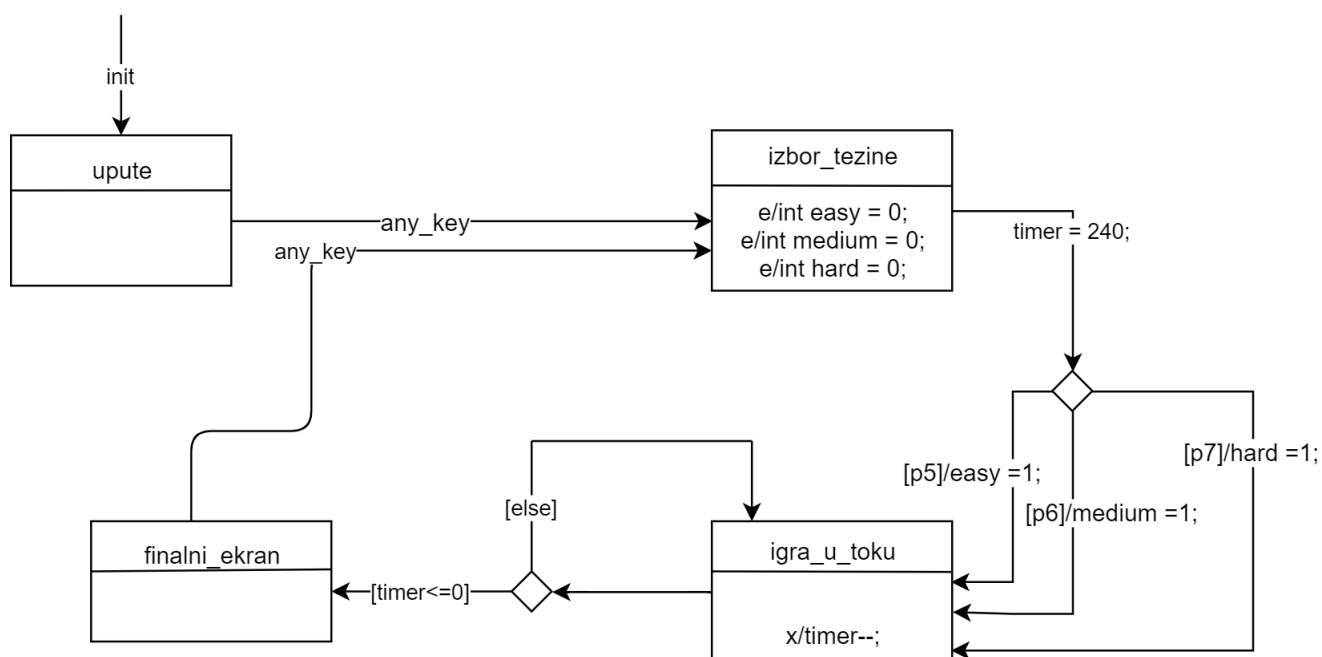 init
upute
any_key
any_key
izbor_tezine
e/int easy = 0;
e/int medium = 0;
e/int hard = 0;
timer = 240;
[p5]/easy =1;
[p6]/medium =1;
[p7]/hard =1;
igra_u_toku
x/timer--;
[else]
[timer<=0]
finalni_ekran